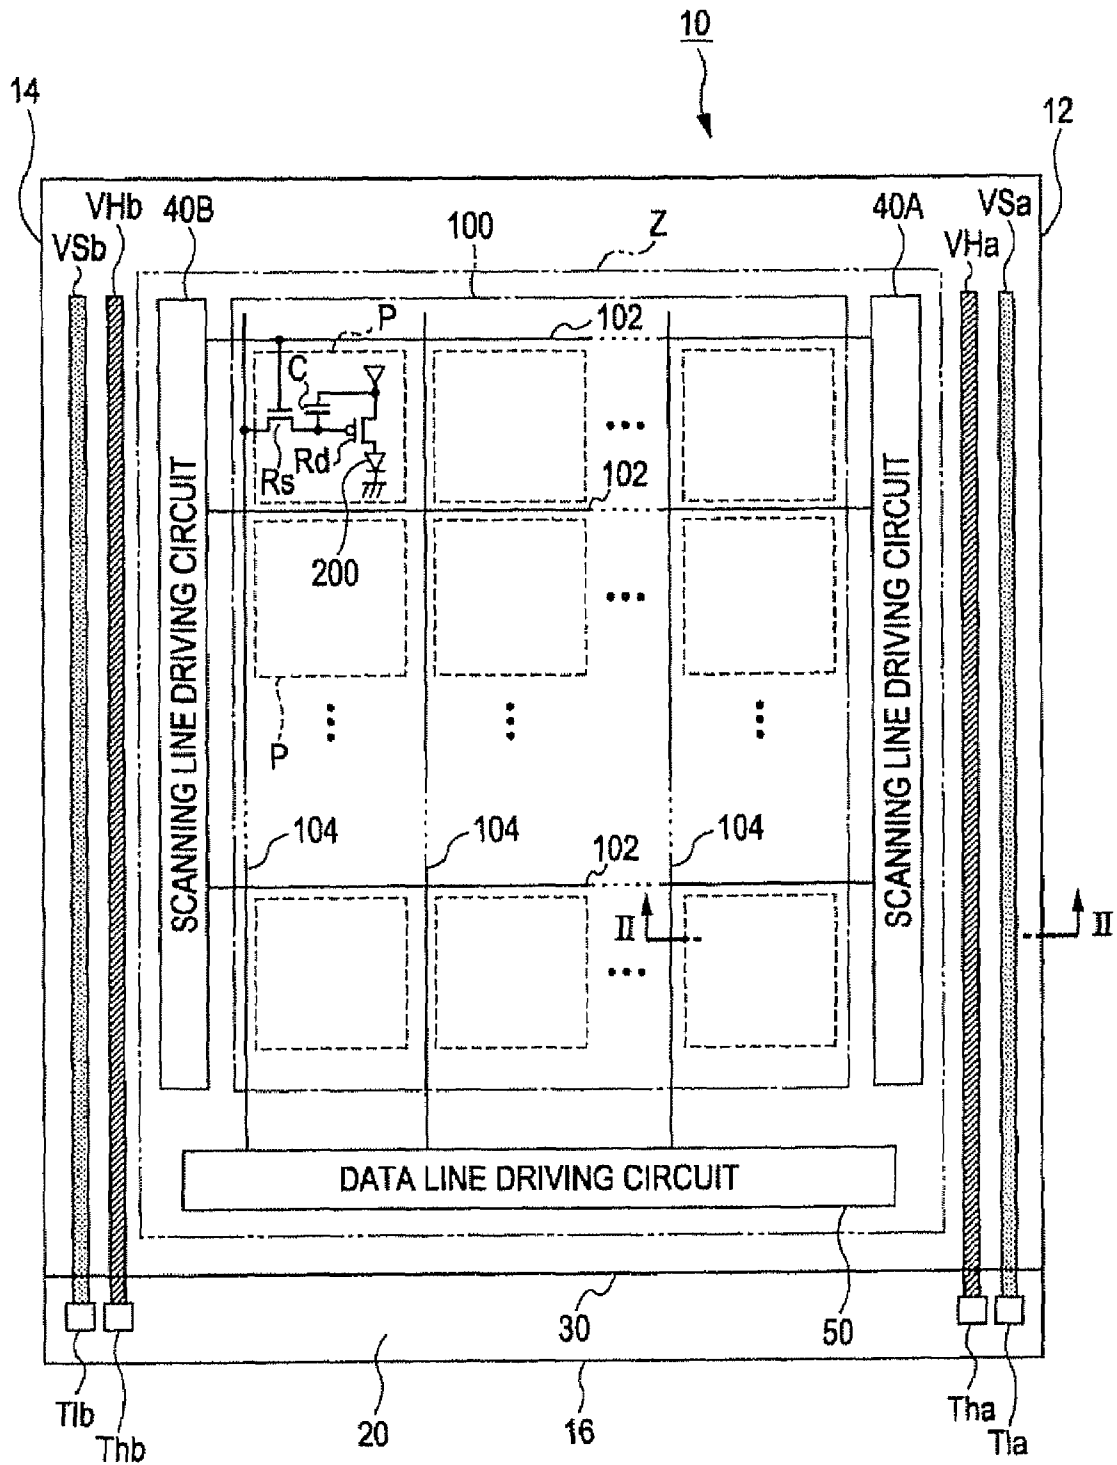 10
14
12
VHb
40B
VSb
100
Z
40A
VSa
VHa
102
P
C
Rs
Rd
102
200
SCANNING LINE DRIVING CIRCUIT
SCANNING LINE DRIVING CIRCUIT
P
104
104
104
102
II
II
DATA LINE DRIVING CIRCUIT
30
50
Tlb
Thb
20
16
Tha
Tla